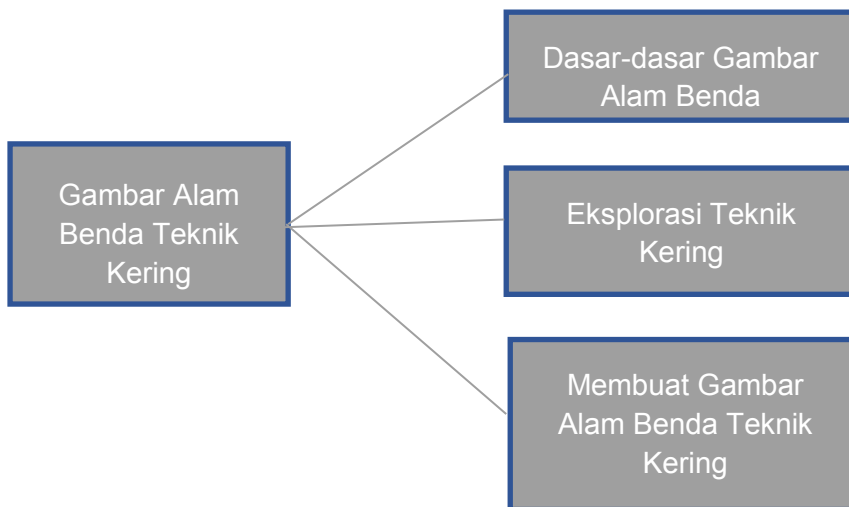 Gambar Alam
Benda Teknik
Kering
Dasar-dasar Gambar
Alam Benda
Eksplorasi Teknik
Kering
Membuat Gambar
Alam Benda Teknik
Kering